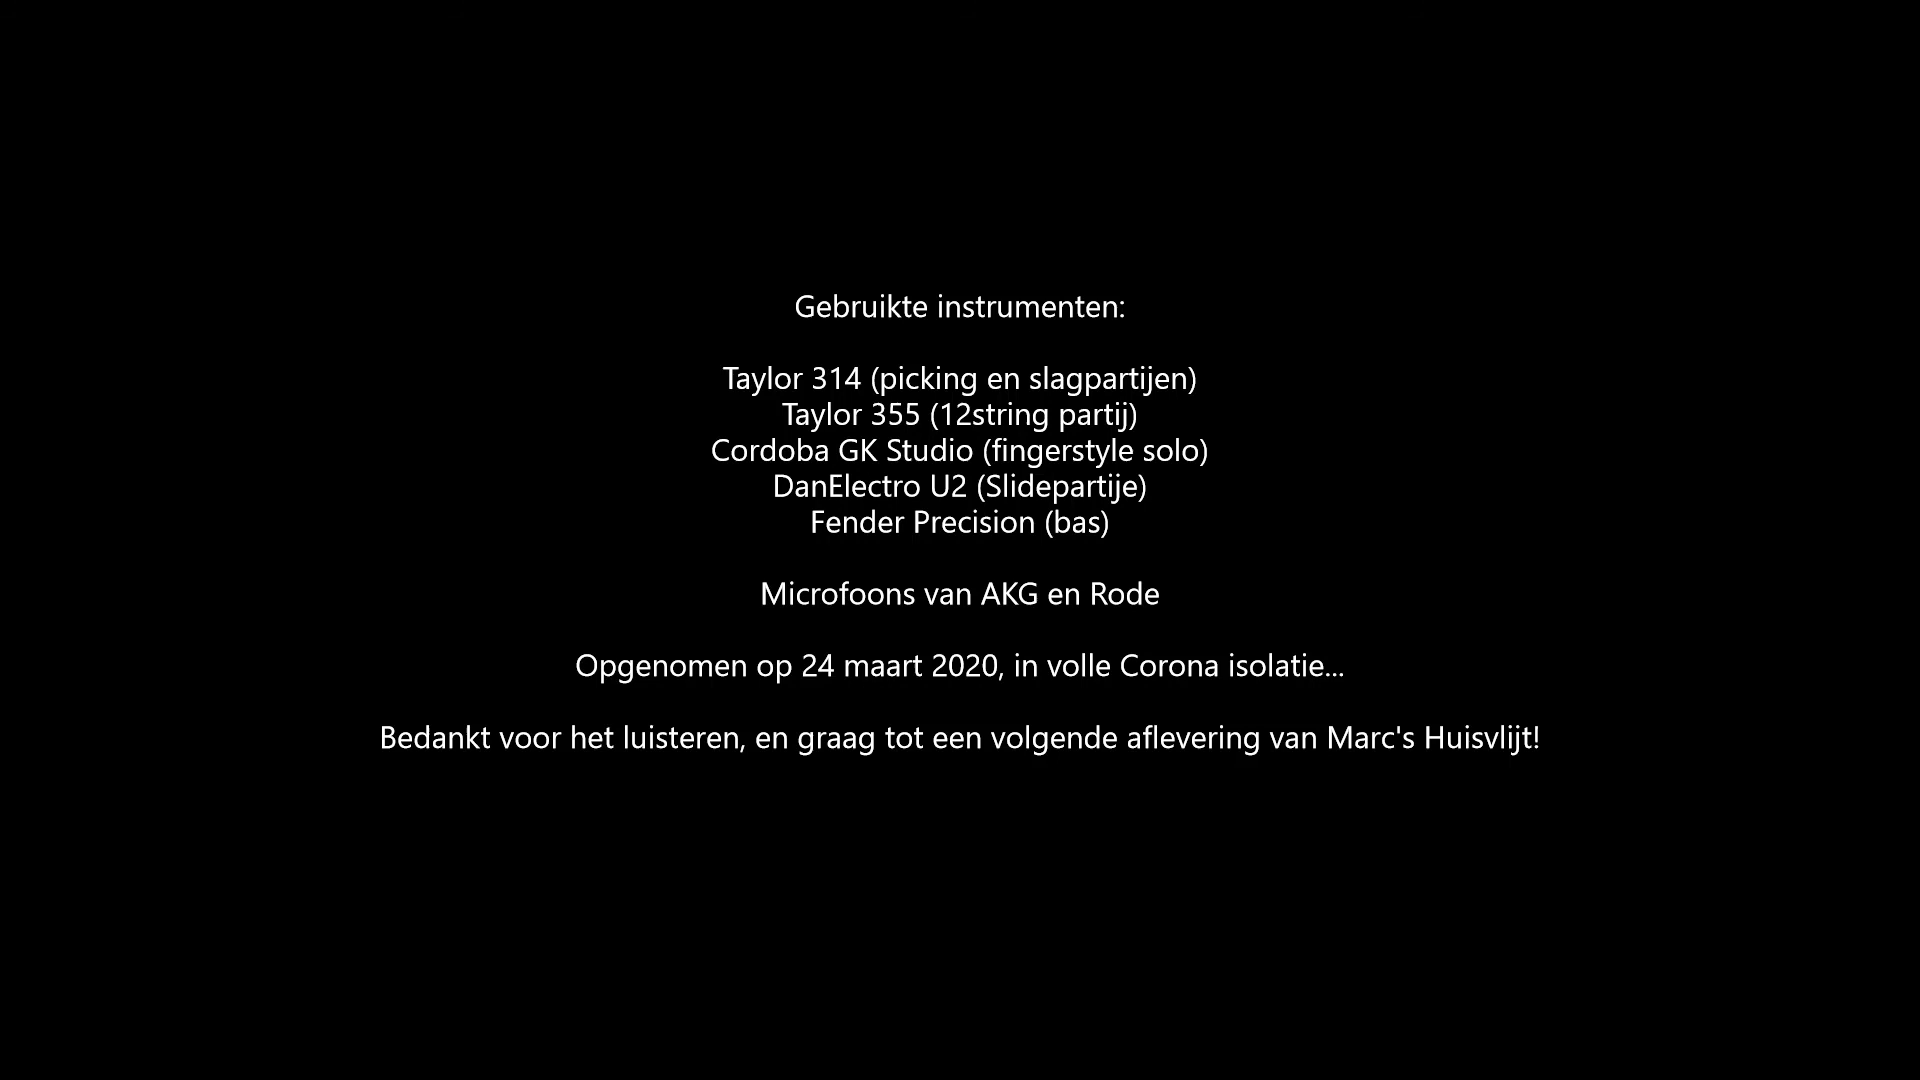 Gebruikte instrumenten:
Taylor 314 (picking en slagpartijen)
Taylor 355 (12string partij)
Cordoba GK Studio (fingerstyle solo)
DanElectro U2 (Slidepartije)
Fender Precision (bas)
Microfoons van AKG en Rode
Opgenomen op 24 maart 2020, in volle Corona isolatie...
Bedankt voor het luisteren, en graag tot een volgende aflevering van Marc's Huisvlijt!